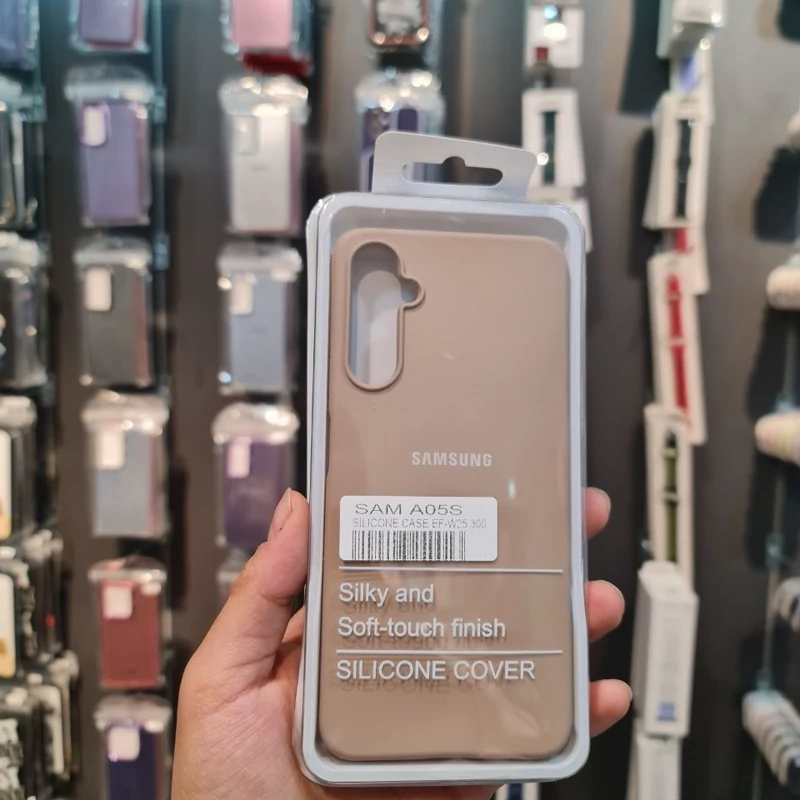 SAMSUNG
SAM A05S
SILICONE CASE EF-W25 300
Silky and
Soft-touch finish
SILICONE COVER